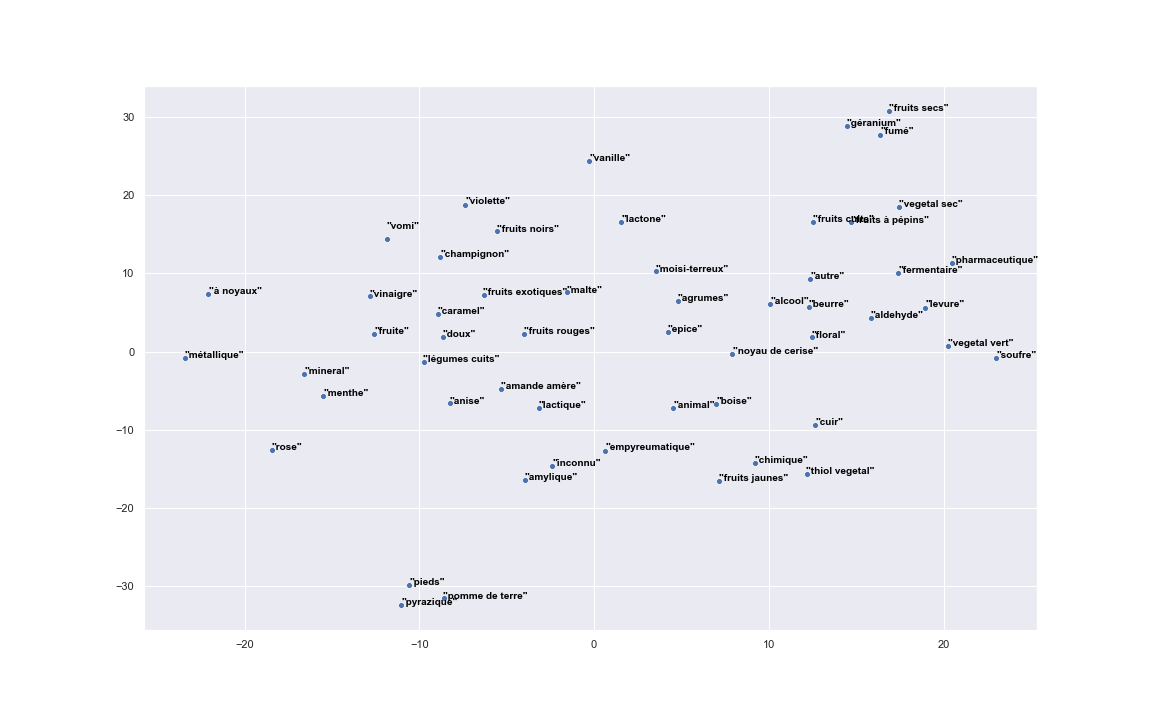 30
20
10
0
−10
−20
−30
−20
−10
0
10
20
"fruits secs"
"géranium"
"fumé"
"vanille"
"violette"
"vegetal sec"
"lactone"
"fruits cuits"
"fruits à pépins"
"vomi"
"fruits noirs"
"champignon"
"pharmaceutique"
"moisi-terreux"
"fermentaire"
"autre"
"à noyaux"
"vinaigre"
"fruits exotiques"
"malte"
"agrumes"
"alcool"
"beurre"
"levure"
"caramel"
"aldehyde"
"fruite"
"doux"
"fruits rouges"
"epice"
"floral"
"vegetal vert"
"métallique"
"légumes cuits"
"noyau de cerise"
"soufre"
"mineral"
"menthe"
"amande amère"
"anise"
"lactique"
"animal"
"boise"
"cuir"
"rose"
"empyreumatique"
"inconnu"
"chimique"
"amylique"
"fruits jaunes"
"thiol vegetal"
"pieds"
"pomme de terre"
"pyrazique"